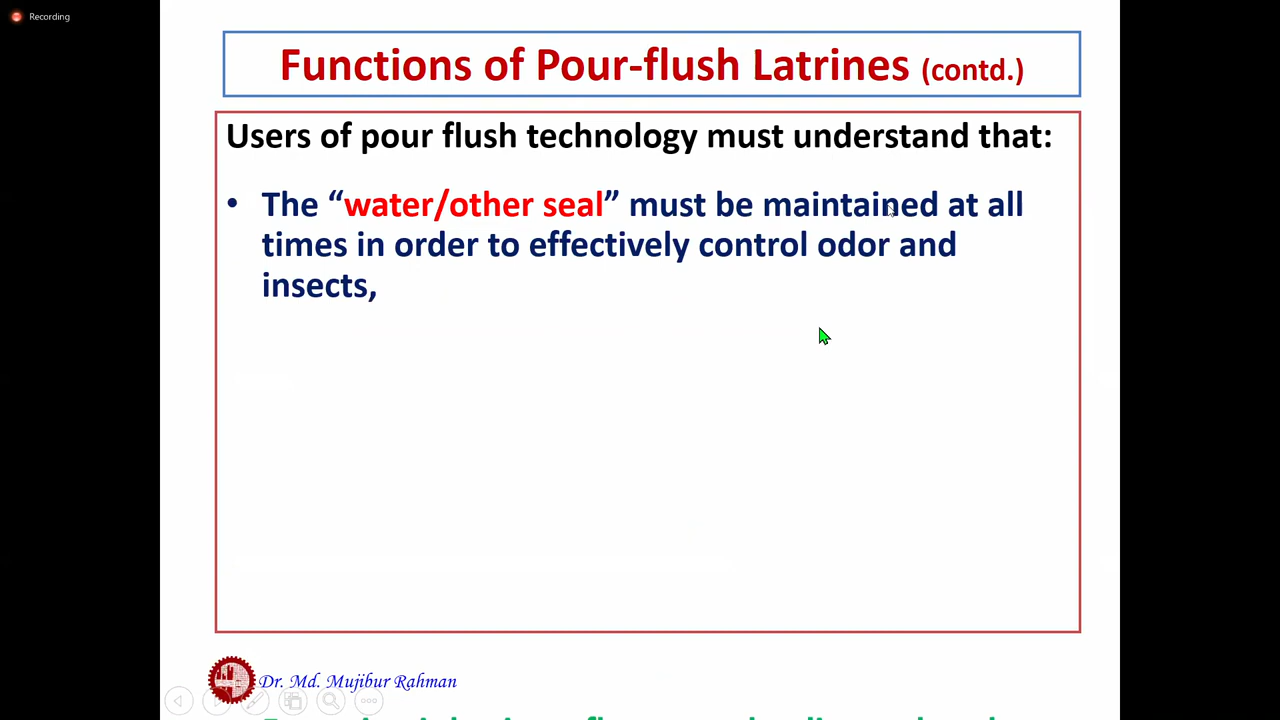 Recording
Functions of Pour-flush Latrines (contd.)
Users of pour flush technology must understand that:
• The “water/other seal” must be maintained at all
times in order to effectively control odor and
insects,
Dr. Md. Mujibur Rahman